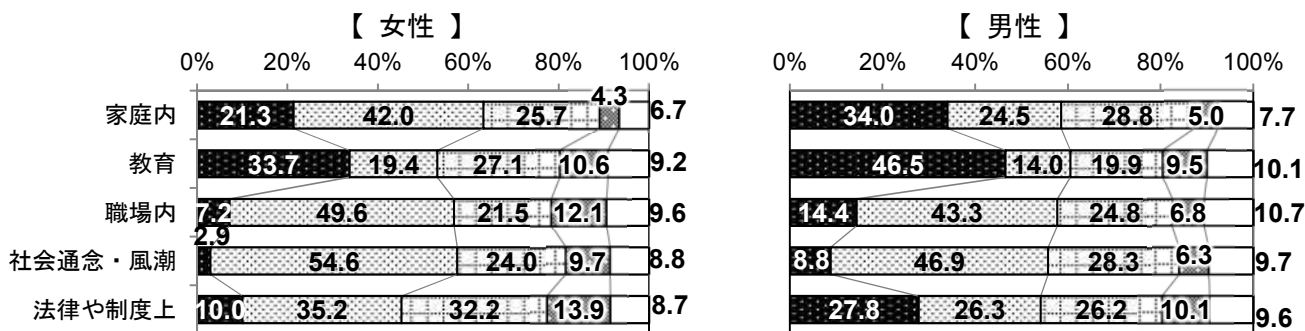 【 女性 】 【 男性 】
0% 20% 40% 60% 80% 100% 0% 20% 40% 60% 80% 100%
家庭内 21.3 42.0 25.7 4.3 6.7 34.0 24.5 28.8 5.0 7.7
教育 33.7 19.4 27.1 10.6 9.2 46.5 14.0 19.9 9.5 10.1
職場内 7.2 49.6 21.5 12.1 9.6 14.4 43.3 24.8 6.8 10.7
社会通念・風潮 2.9 54.6 24.0 9.7 8.8 8.8 46.9 28.3 6.3 9.7
法律や制度上 10.0 35.2 32.2 13.9 8.7 27.8 26.3 26.2 10.1 9.6